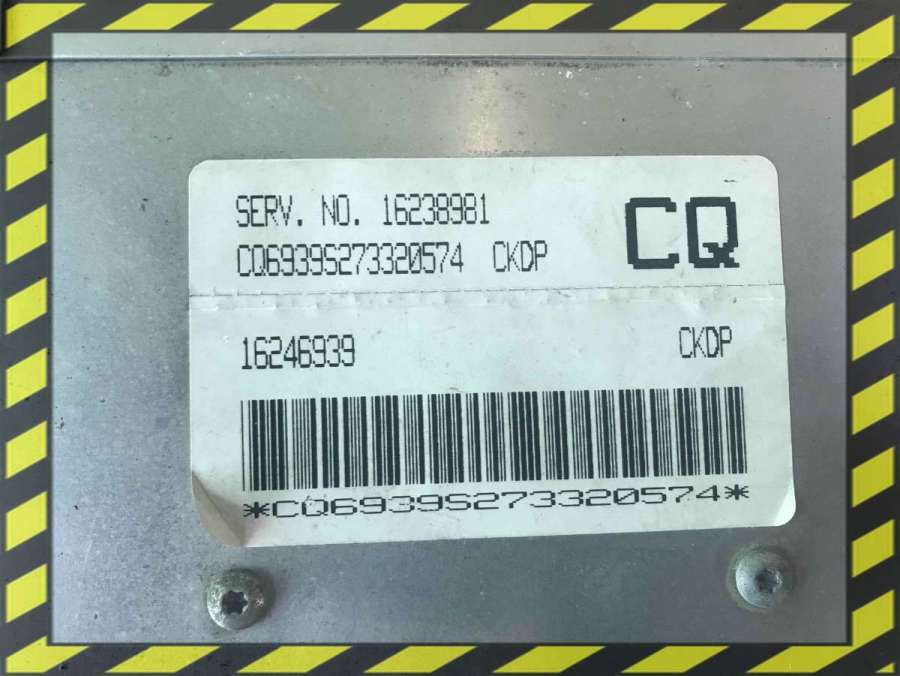 SERV. NO. 16238981
CQ
CQ6939S273320574 CKDP
16246939 CKDP
*CQ6939S273320574*